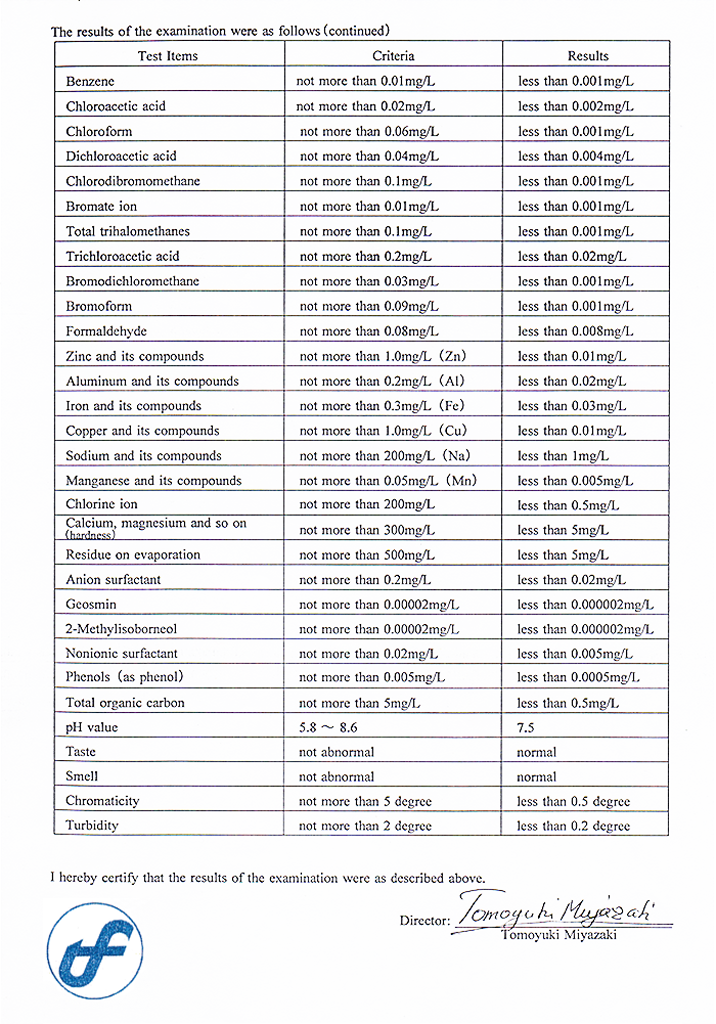 The results of the examination were as follows (continued)
Test Items Criteria Results
Benzene not more than 0.01mg/L less than 0.001mg/L
Chloroacetic acid not more than 0.02mg/L less than 0.002mg/L
Chloroform not more than 0.06mg/L less than 0.001mg/L
Dichloroacetic acid not more than 0.04mg/L less than 0.004mg/L
Chlorodibromomethane not more than 0.1mg/L less than 0.001mg/L
Bromate ion not more than 0.01mg/L less than 0.001mg/L
Total trihalomethanes not more than 0.1mg/L less than 0.001mg/L
Trichloroacetic acid not more than 0.2mg/L less than 0.02mg/L
Bromodichloromethane not more than 0.03mg/L less than 0.001mg/L
Bromoform not more than 0.09mg/L less than 0.001mg/L
Formaldehyde not more than 0.08mg/L less than 0.008mg/L
Zinc and its compounds not more than 1.0mg/L (Zn) less than 0.01mg/L
Aluminum and its compounds not more than 0.2mg/L (Al) less than 0.02mg/L
Iron and its compounds not more than 0.3mg/L (Fe) less than 0.03mg/L
Copper and its compounds not more than 1.0mg/L (Cu) less than 0.01mg/L
Sodium and its compounds not more than 200mg/L (Na) less than 1mg/L
Manganese and its compounds not more than 0.05mg/L (Mn) less than 0.005mg/L
Chlorine ion not more than 200mg/L less than 0.5mg/L
Calcium, magnesium and so on
(hardness) not more than 300mg/L less than 5mg/L
Residue on evaporation not more than 500mg/L less than 5mg/L
Anion surfactant not more than 0.2mg/L less than 0.02mg/L
Geosmin not more than 0.00002mg/L less than 0.000002mg/L
2-Methylisoborneol not more than 0.00002mg/L less than 0.000002mg/L
Nonionic surfactant not more than 0.02mg/L less than 0.005mg/L
Phenols (as phenol) not more than 0.005mg/L less than 0.0005mg/L
Total organic carbon not more than 5mg/L less than 0.5mg/L
pH value 5.8 ～ 8.6 7.5
Taste not abnormal normal
Smell not abnormal normal
Chromaticity not more than 5 degree less than 0.5 degree
Turbidity not more than 2 degree less than 0.2 degree
I hereby certify that the results of the examination were as described above.
Director: Tomoyuki Miyazaki
Tomoyuki Miyazaki